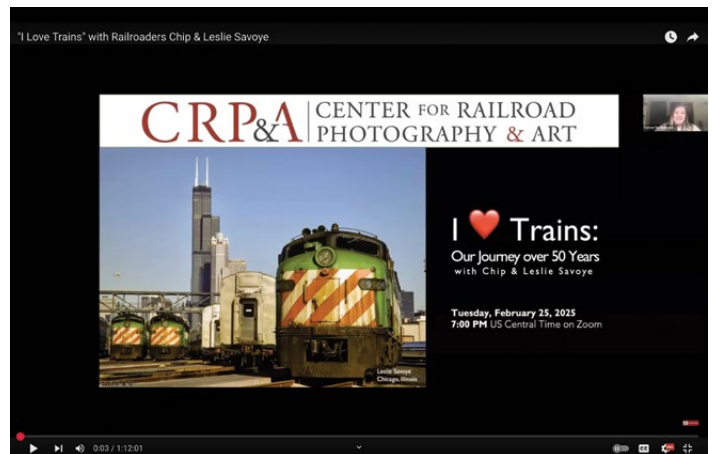 "I Love Trains" with Railroaders Chip & Leslie Savoye
CRP&A
CENTER FOR RAILROAD
PHOTOGRAPHY & ART
I ❤️ Trains:
Our Journey over 50 Years
with Chip & Leslie Savoye
Tuesday, February 25, 2025
7:00 PM US Central Time on Zoom
Leslie Savoye
Chicago, Illinois
0:03 / 1:12:01
CC